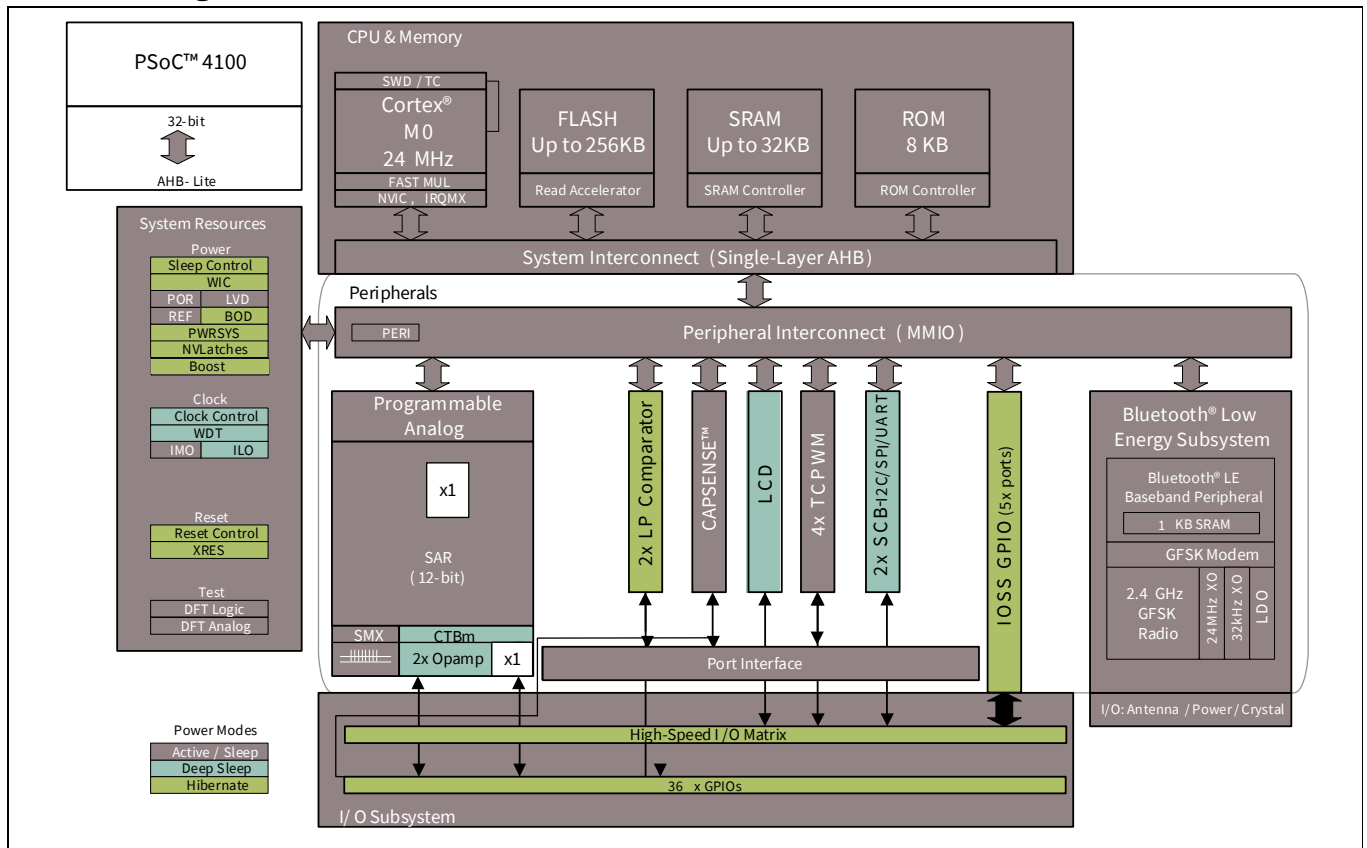 PSoC™ 4100
32-bit
AHB- Lite
CPU & Memory
SWD / TC
Cortex®
M0
24 MHz
FAST MUL
NVIC , IRQMX
FLASH
Up to 256KB
Read Accelerator
SRAM
Up to 32KB
SRAM Controller
ROM
8 KB
ROM Controller
System Interconnect (Single-Layer AHB)
System Resources
Power
Sleep Control
WIC
POR LVD
REF BOD
PWRSYS
NVLatches
Boost
Clock
Clock Control
WDT
IMO ILO
Reset
Reset Control
XRES
Test
DFT Logic
DFT Analog
Peripherals
PERI
Peripheral Interconnect (MMIO)
Programmable
Analog
x1
SAR
(12-bit)
SMX
CTBm
2x Opamp
x1
2x LP Comparator
CAPSENSE™
LCD
4x TCPWM
2x SCB-I2C/SPI/UART
IOSS GPIO (5x ports)
Port Interface
Bluetooth® Low
Energy Subsystem
Bluetooth® LE
Baseband Peripheral
1 KB SRAM
GFSK Modem
2.4 GHz
GFSK
Radio
24MHz XO
32kHz XO
LDO
I/O: Antenna / Power / Crystal
Power Modes
Active / Sleep
Deep Sleep
Hibernate
High-Speed I/O Matrix
36 x GPIOs
I/O Subsystem